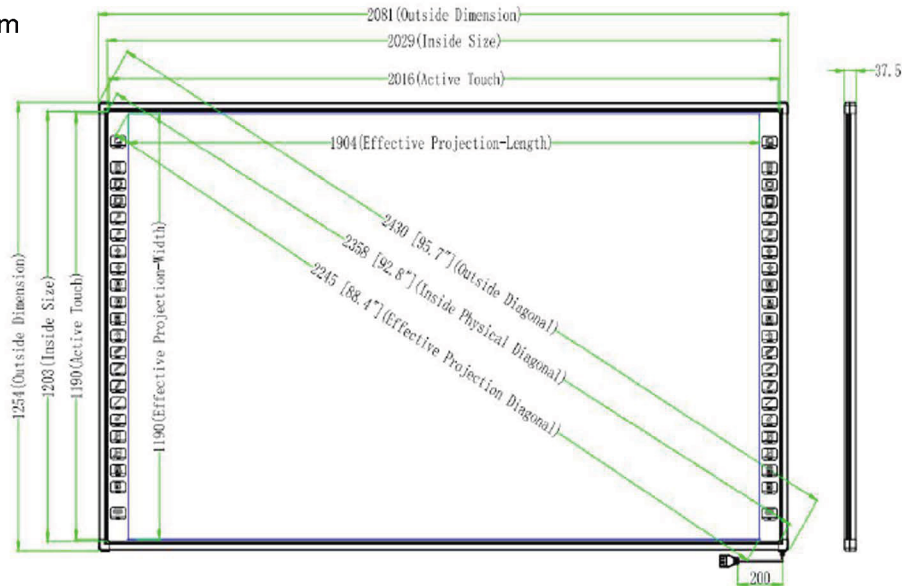 m
2081(Outside Dimension)
2029(Inside Size)
2016(Active Touch)
37.5
1904(Effective Projection-Length)
2430 [95.7"](Outside Diagonal)
2358 [92.8"](Inside Physical Diagonal)
2245 [88.4"](Effective Projection Diagonal)
1254(Outside Dimension)
1203(Inside Size)
1190(Active Touch)
1190(Effective Projection-Width)
200